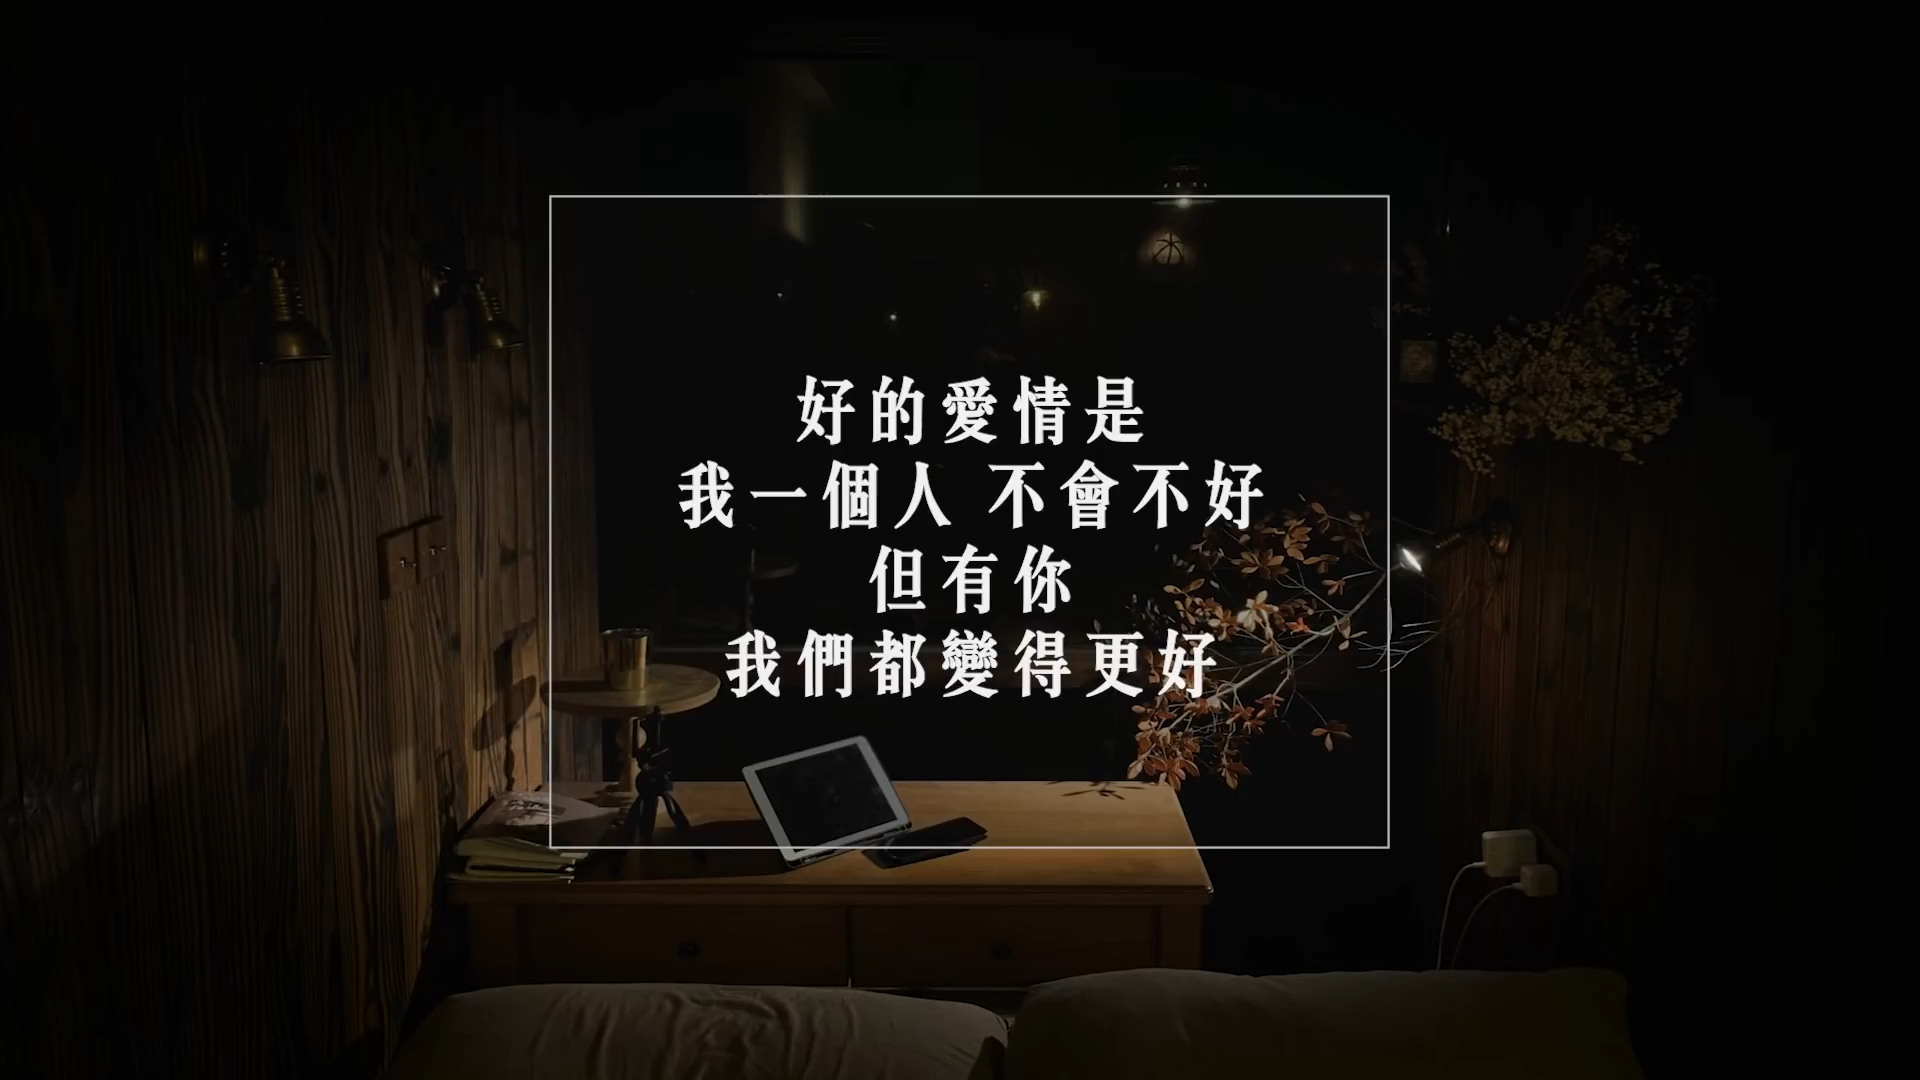 好的愛情是
我一個人 不會不好
但有你
我們都變得更好